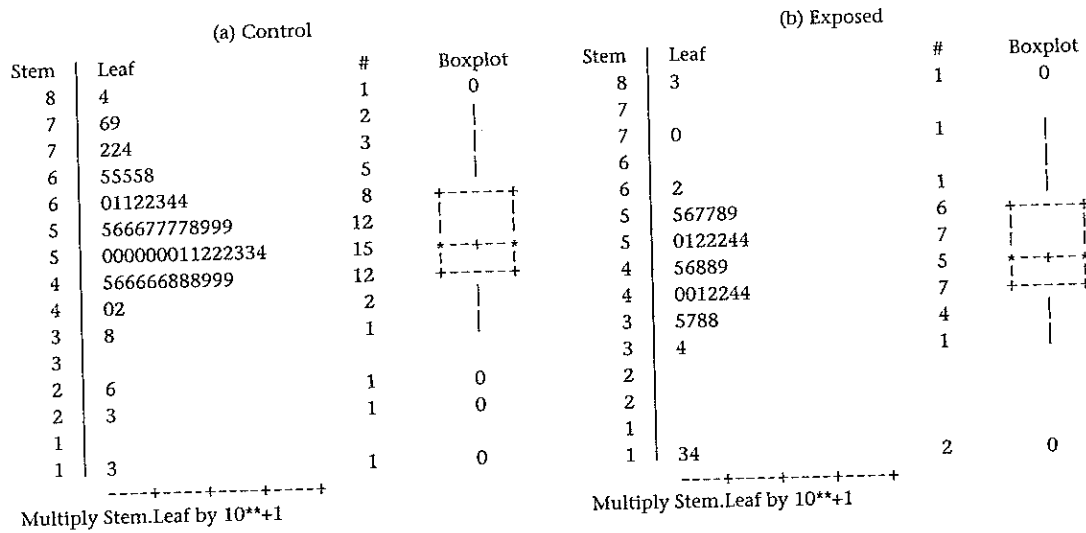 (a) Control
Stem Leaf # Boxplot
8 4 1 0
7 69 2
7 224 3
6 55558 5
6 01122344 8
5 566677778999 12
5 000000011222334 15
4 566666888999 12
4 02 2
3 8 1
3
2 6 1 0
2 3 1 0
1
1 3 1 0
Multiply Stem.Leaf by 10**+1
(b) Exposed
Stem Leaf # Boxplot
8 3 1 0
7
7 0 1
6
6 2 1
5 567789 6
5 0122244 7
4 56889 5
4 0012244 7
3 5788 4
3 4 1
2
2
1
1 34 2 0
Multiply Stem.Leaf by 10**+1